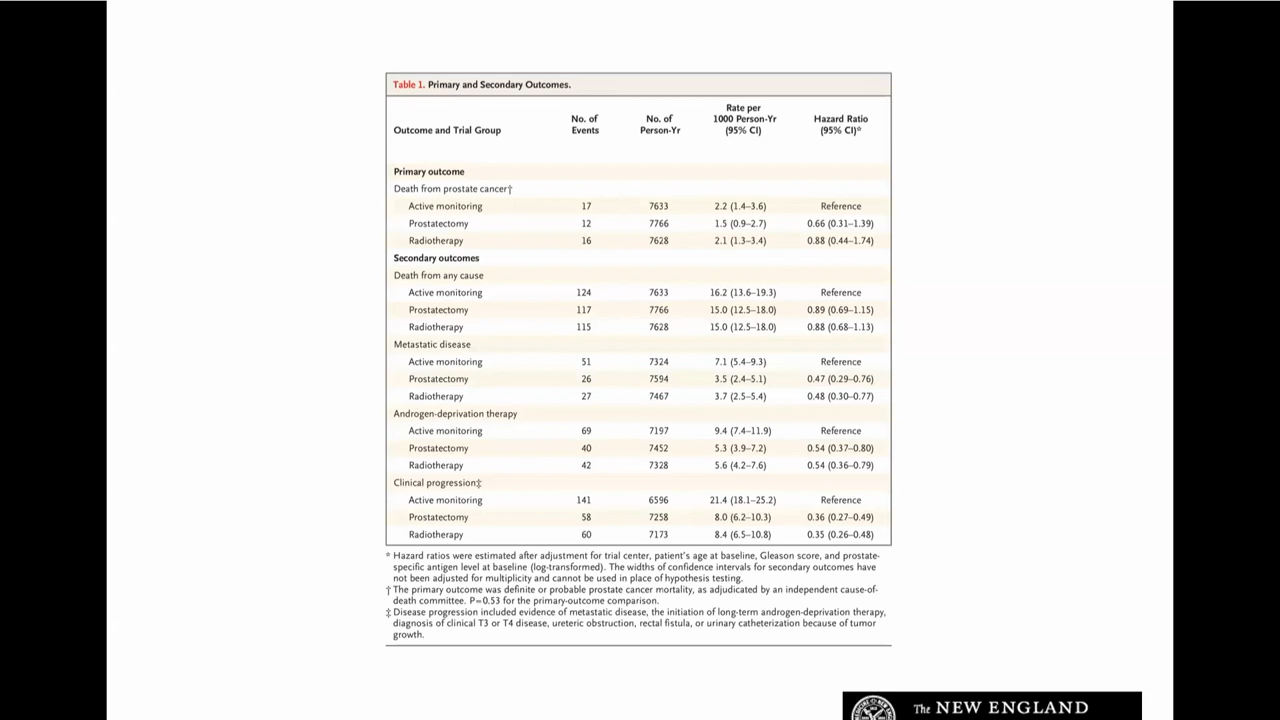 Table 1. Primary and Secondary Outcomes.
Outcome and Trial Group No. of Events No. of Person-Yr Rate per 1000 Person-Yr (95% CI) Hazard Ratio (95% CI)*
Primary outcome
Death from prostate cancer†
Active monitoring 17 7633 2.2 (1.4–3.6) Reference
Prostatectomy 12 7766 1.5 (0.9–2.7) 0.66 (0.31–1.39)
Radiotherapy 16 7628 2.1 (1.3–3.4) 0.88 (0.44–1.74)
Secondary outcomes
Death from any cause
Active monitoring 124 7633 16.2 (13.6–19.3) Reference
Prostatectomy 117 7766 15.0 (12.5–18.0) 0.89 (0.69–1.15)
Radiotherapy 115 7628 15.0 (12.5–18.0) 0.88 (0.68–1.13)
Metastatic disease
Active monitoring 51 7324 7.1 (5.4–9.3) Reference
Prostatectomy 26 7594 3.5 (2.4–5.1) 0.47 (0.29–0.76)
Radiotherapy 27 7467 3.7 (2.5–5.4) 0.48 (0.30–0.77)
Androgen-deprivation therapy
Active monitoring 69 7197 9.4 (7.4–11.9) Reference
Prostatectomy 40 7452 5.3 (3.9–7.2) 0.54 (0.37–0.80)
Radiotherapy 42 7328 5.6 (4.2–7.6) 0.54 (0.36–0.79)
Clinical progression‡
Active monitoring 141 6596 21.4 (18.1–25.2) Reference
Prostatectomy 58 7258 8.0 (6.2–10.3) 0.36 (0.27–0.49)
Radiotherapy 60 7173 8.4 (6.5–10.8) 0.35 (0.26–0.48)
* Hazard ratios were estimated after adjustment for trial center, patient's age at baseline, Gleason score, and prostate-
specific antigen level at baseline (log-transformed). The widths of confidence intervals for secondary outcomes have
not been adjusted for multiplicity and cannot be used in place of hypothesis testing.
† The primary outcome was definite or probable prostate cancer mortality, as adjudicated by an independent cause-of-
death committee. P=0.53 for the primary-outcome comparison.
‡ Disease progression included evidence of metastatic disease, the initiation of long-term androgen-deprivation therapy,
diagnosis of clinical T3 or T4 disease, ureteric obstruction, rectal fistula, or urinary catheterization because of tumor
growth.
The NEW ENGLAND